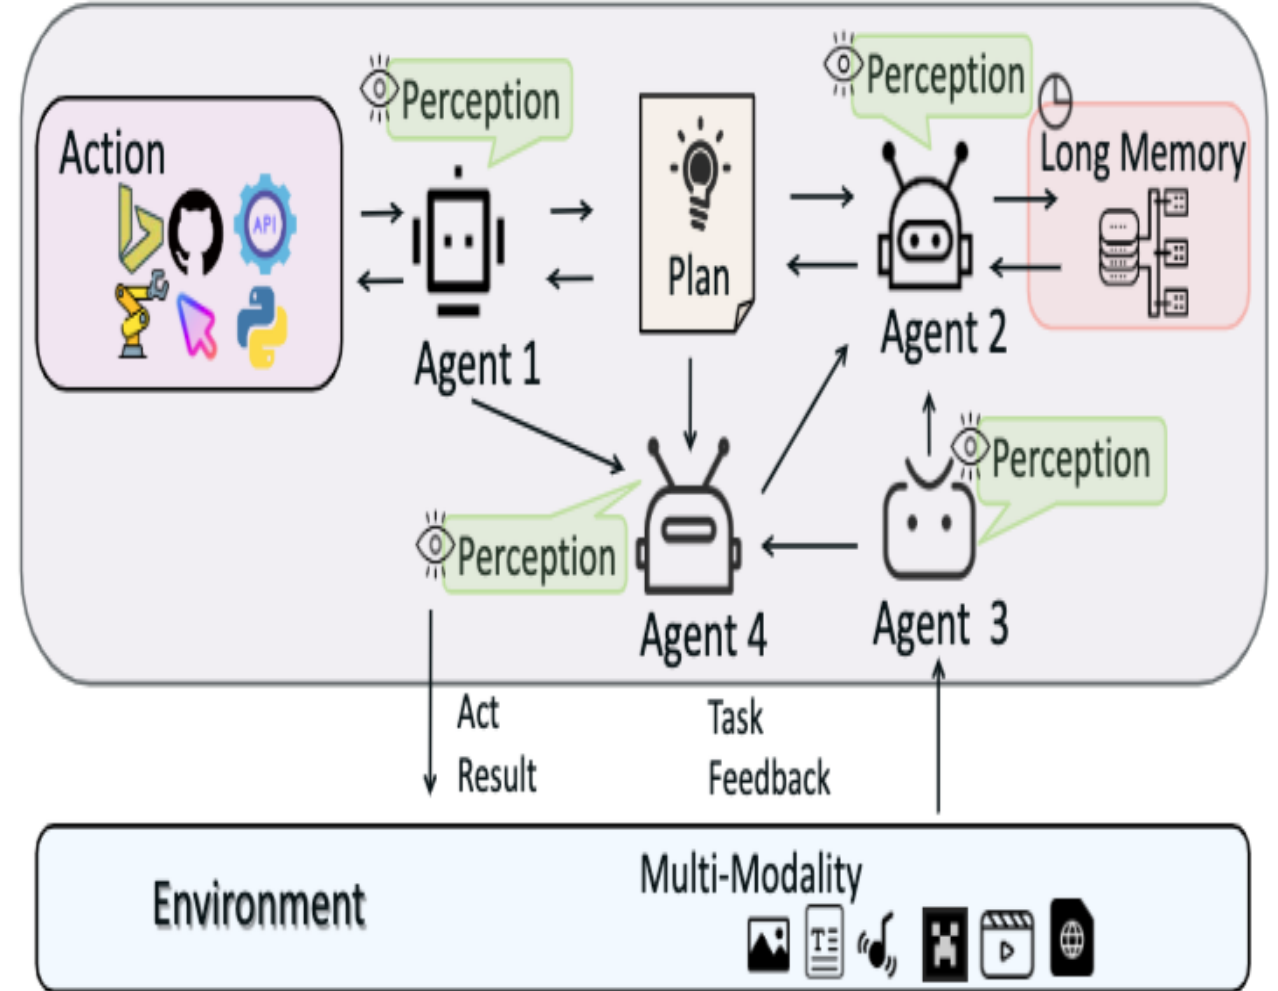 Perception
Perception
Action
Long Memory
API
Plan
Agent 1
Agent 2
Perception
Perception
Agent 4
Agent 3
Act
Result
Task
Feedback
Multi-Modality
Environment
T